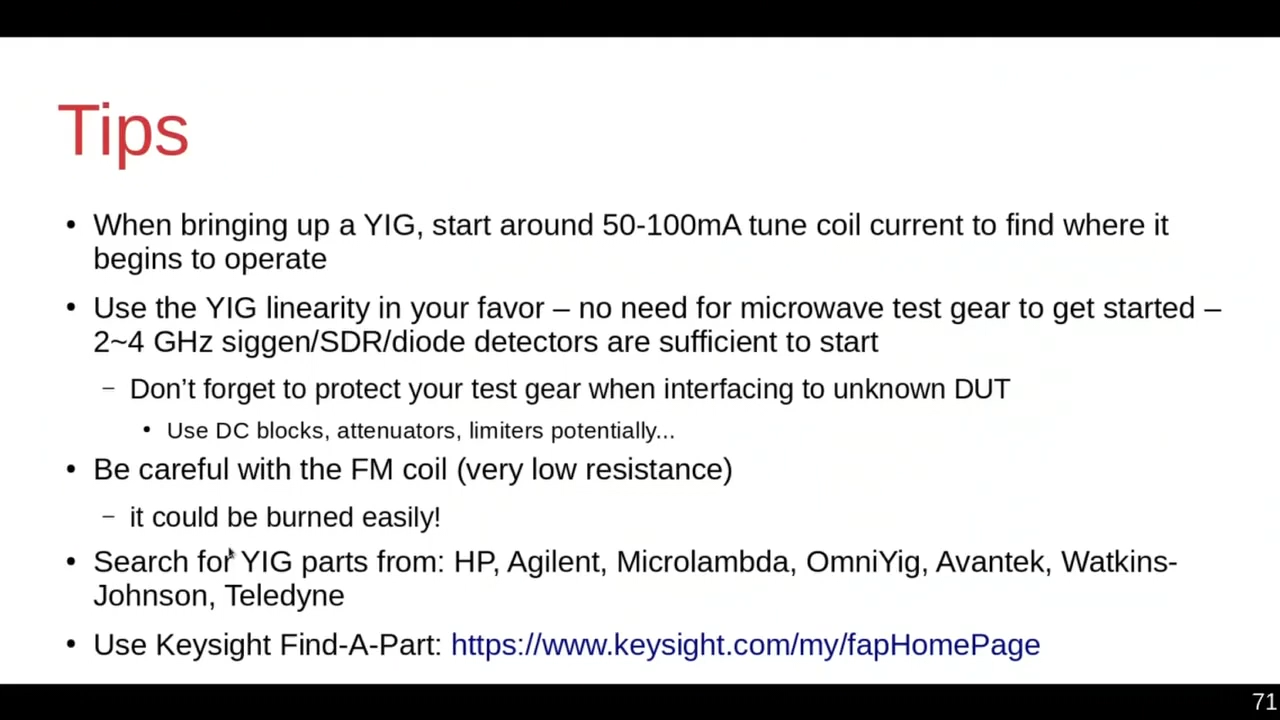 Tips
• When bringing up a YIG, start around 50-100mA tune coil current to find where it
begins to operate
• Use the YIG linearity in your favor – no need for microwave test gear to get started –
2~4 GHz siggen/SDR/diode detectors are sufficient to start
– Don’t forget to protect your test gear when interfacing to unknown DUT
• Use DC blocks, attenuators, limiters potentially...
• Be careful with the FM coil (very low resistance)
– it could be burned easily!
• Search for YIG parts from: HP, Agilent, Microlambda, OmniYig, Avantek, Watkins-
Johnson, Teledyne
• Use Keysight Find-A-Part: https://www.keysight.com/my/fapHomePage
71